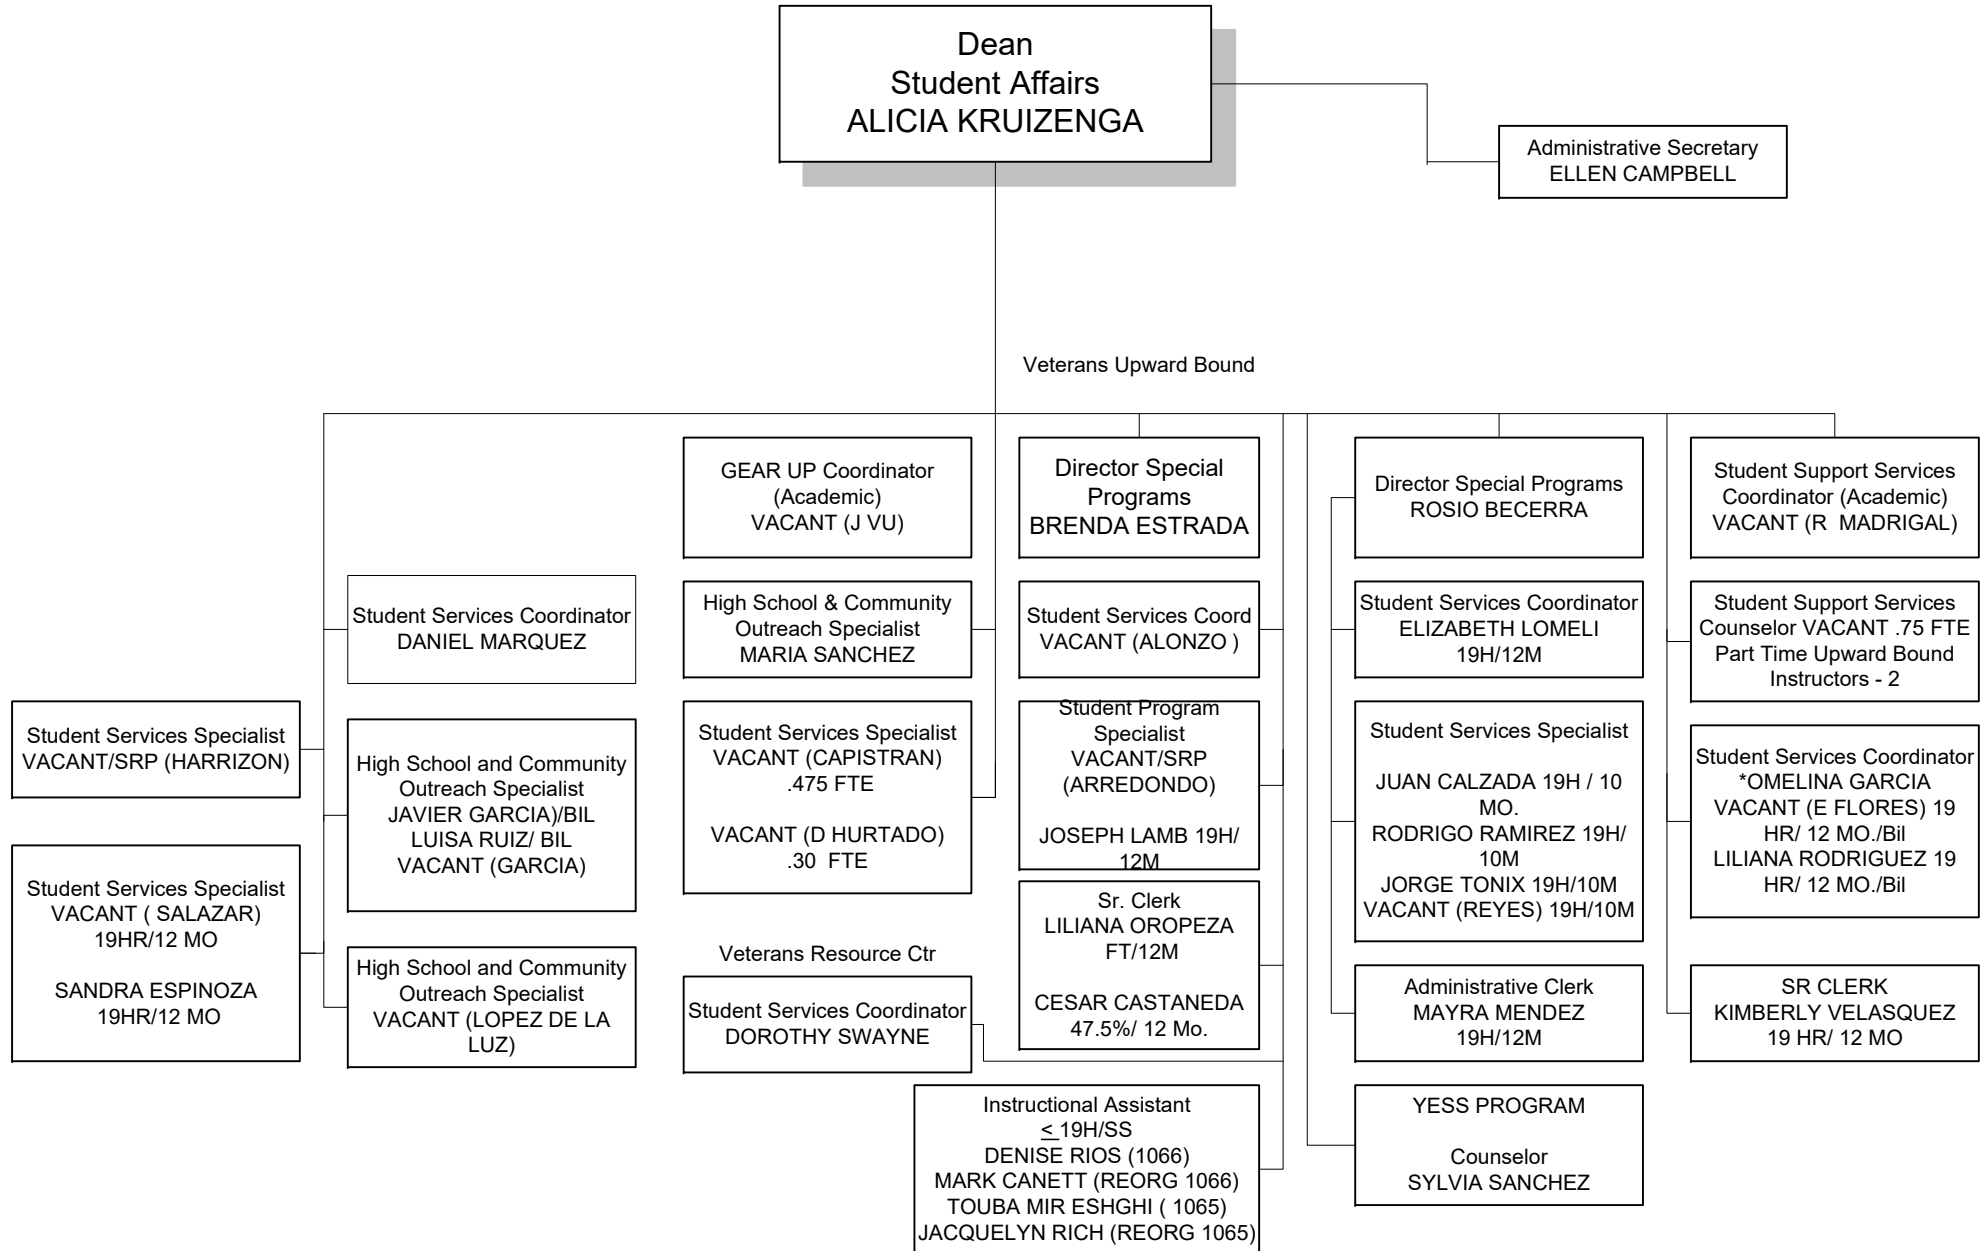 Dean
Student Affairs
ALICIA KRUIZENGA
Administrative Secretary
ELLEN CAMPBELL
Veterans Upward Bound
Student Services Specialist
VACANT/SRP (HARRIZON)
Student Services Specialist
VACANT ( SALAZAR)
19HR/12 MO
SANDRA ESPINOZA
19HR/12 MO
Student Services Coordinator
DANIEL MARQUEZ
High School and Community
Outreach Specialist
JAVIER GARCIA)/BIL
LUISA RUIZ/ BIL
VACANT (GARCIA)
High School and Community
Outreach Specialist
VACANT (LOPEZ DE LA
LUZ)
GEAR UP Coordinator
(Academic)
VACANT (J VU)
High School & Community
Outreach Specialist
MARIA SANCHEZ
Student Services Specialist
VACANT (CAPISTRAN)
.475 FTE
VACANT (D HURTADO)
.30  FTE
Veterans Resource Ctr
Student Services Coordinator
DOROTHY SWAYNE
Director Special
Programs
BRENDA ESTRADA
Student Services Coord
VACANT (ALONZO )
Student Program
Specialist
VACANT/SRP
(ARREDONDO)
JOSEPH LAMB 19H/
12M
Sr. Clerk
LILIANA OROPEZA
FT/12M
CESAR CASTANEDA
47.5%/ 12 Mo.
Instructional Assistant
< 19H/SS
DENISE RIOS (1066)
MARK CANETT (REORG 1066)
TOUBA MIR ESHGHI ( 1065)
JACQUELYN RICH (REORG 1065)
Director Special Programs
ROSIO BECERRA
Student Services Coordinator
ELIZABETH LOMELI
19H/12M
Student Services Specialist
JUAN CALZADA 19H / 10
MO.
RODRIGO RAMIREZ 19H/
10M
JORGE TONIX 19H/10M
VACANT (REYES) 19H/10M
Administrative Clerk
MAYRA MENDEZ
19H/12M
YESS PROGRAM
Counselor
SYLVIA SANCHEZ
Student Support Services
Coordinator (Academic)
VACANT (R  MADRIGAL)
Student Support Services
Counselor VACANT .75 FTE
Part Time Upward Bound
Instructors - 2
Student Services Coordinator
*OMELINA GARCIA
VACANT (E FLORES) 19
HR/ 12 MO./Bil
LILIANA RODRIGUEZ 19
HR/ 12 MO./Bil
SR CLERK
KIMBERLY VELASQUEZ
19 HR/ 12 MO